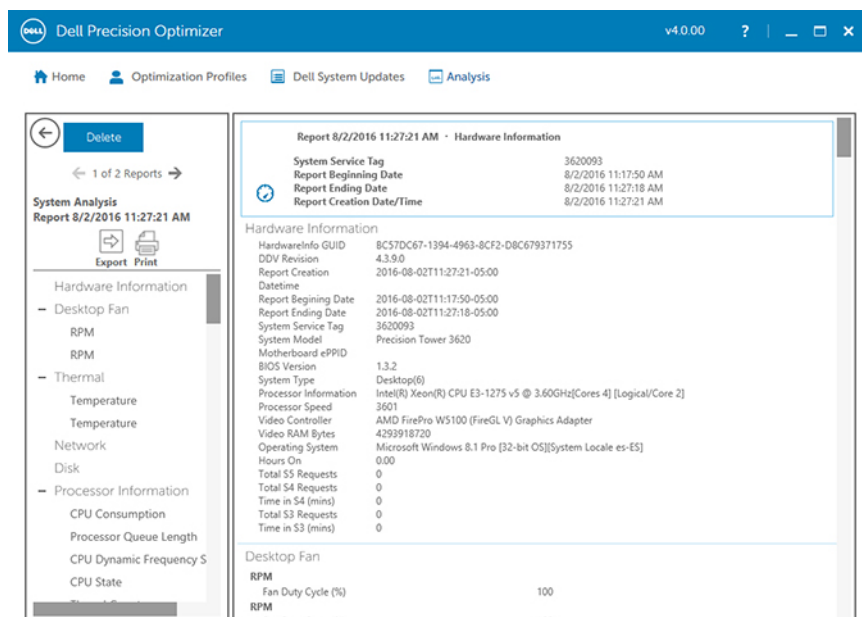 DELL Dell Precision Optimizer v4.0.00 ?
Home Optimization Profiles Dell System Updates Analysis
Delete
1 of 2 Reports
System Analysis
Report 8/2/2016 11:27:21 AM
Export Print
Hardware Information
Desktop Fan
RPM
RPM
Thermal
Temperature
Temperature
Network
Disk
Processor Information
CPU Consumption
Processor Queue Length
CPU Dynamic Frequency S
CPU State
Report 8/2/2016 11:27:21 AM · Hardware Information
System Service Tag 3620093
Report Beginning Date 8/2/2016 11:17:50 AM
Report Ending Date 8/2/2016 11:27:18 AM
Report Creation Date/Time 8/2/2016 11:27:21 AM
Hardware Information
HardwareInfo GUID 8C57DC67-1394-4963-8CF2-D8C679371755
DDV Revision 4.3.9.0
Report Creation 2016-08-02T11:27:21-05:00
Datetime
Report Begining Date 2016-08-02T11:17:50-05:00
Report Ending Date 2016-08-02T11:27:18-05:00
System Service Tag 3620093
System Model Precision Tower 3620
Motherboard ePPID
BIOS Version 1.3.2
System Type Desktop(6)
Processor Information Intel(R) Xeon(R) CPU E3-1275 v5 @ 3.60GHz[Cores 4] [Logical/Core 2]
Processor Speed 3601
Video Controller AMD FirePro W5100 (FireGL V) Graphics Adapter
Video RAM Bytes 4293918720
Operating System Microsoft Windows 8.1 Pro [32-bit OS][System Locale es-ES]
Hours On 0.00
Total S5 Requests 0
Total S4 Requests 0
Time in S4 (mins) 0
Total S3 Requests 0
Time in S3 (mins) 0
Desktop Fan
RPM
Fan Duty Cycle (%) 100
RPM